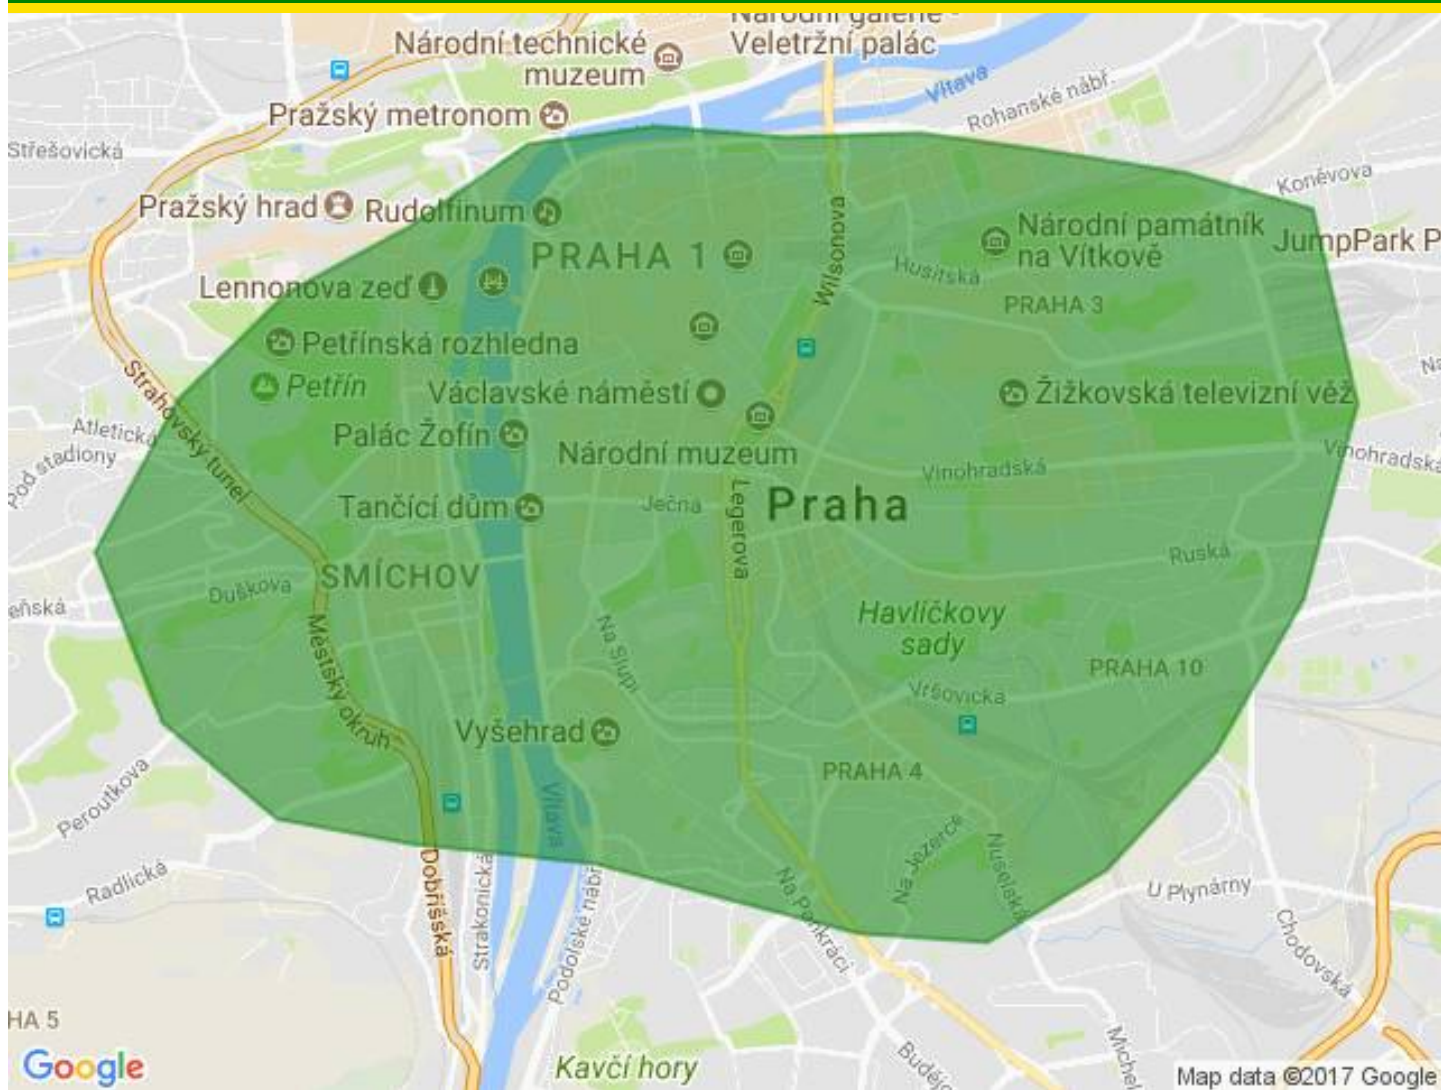 Národní galerie -
Veletržní palác
Národní technické
muzeum
Vltava
Rohanské nábř.
Pražský metronom
Střešovická
Koněvova
Pražský hrad
Rudolfinum
Národní památník
na Vítkově
JumpPark P
PRAHA 1
Wilsonova
Husitská
Lennonova zeď
PRAHA 3
Petřínská rozhledna
Petřín
Václavské náměstí
Žižkovská televizní věž
Strahovský tunel
Atletická
Pod stadiony
Palác Žofín
Národní muzeum
Vinohradská
Vinohradská
Tančící dům
Ječná
Legerova
Praha
Ruská
SMÍCHOV
Duškova
eňská
Havlíčkovy
sady
Městský okruh
Na Slupi
PRAHA 10
Vršovická
Vyšehrad
PRAHA 4
Peroutkova
Vltava
Na Jezerce
Nuselská
Radlická
Dobříšská
Strakonická
Podolské nábř
Na Pankráci
U Plynárny
Chodovská
HA 5
Google
Kavčí hory
Budějo
Michel
Map data ©2017 Google